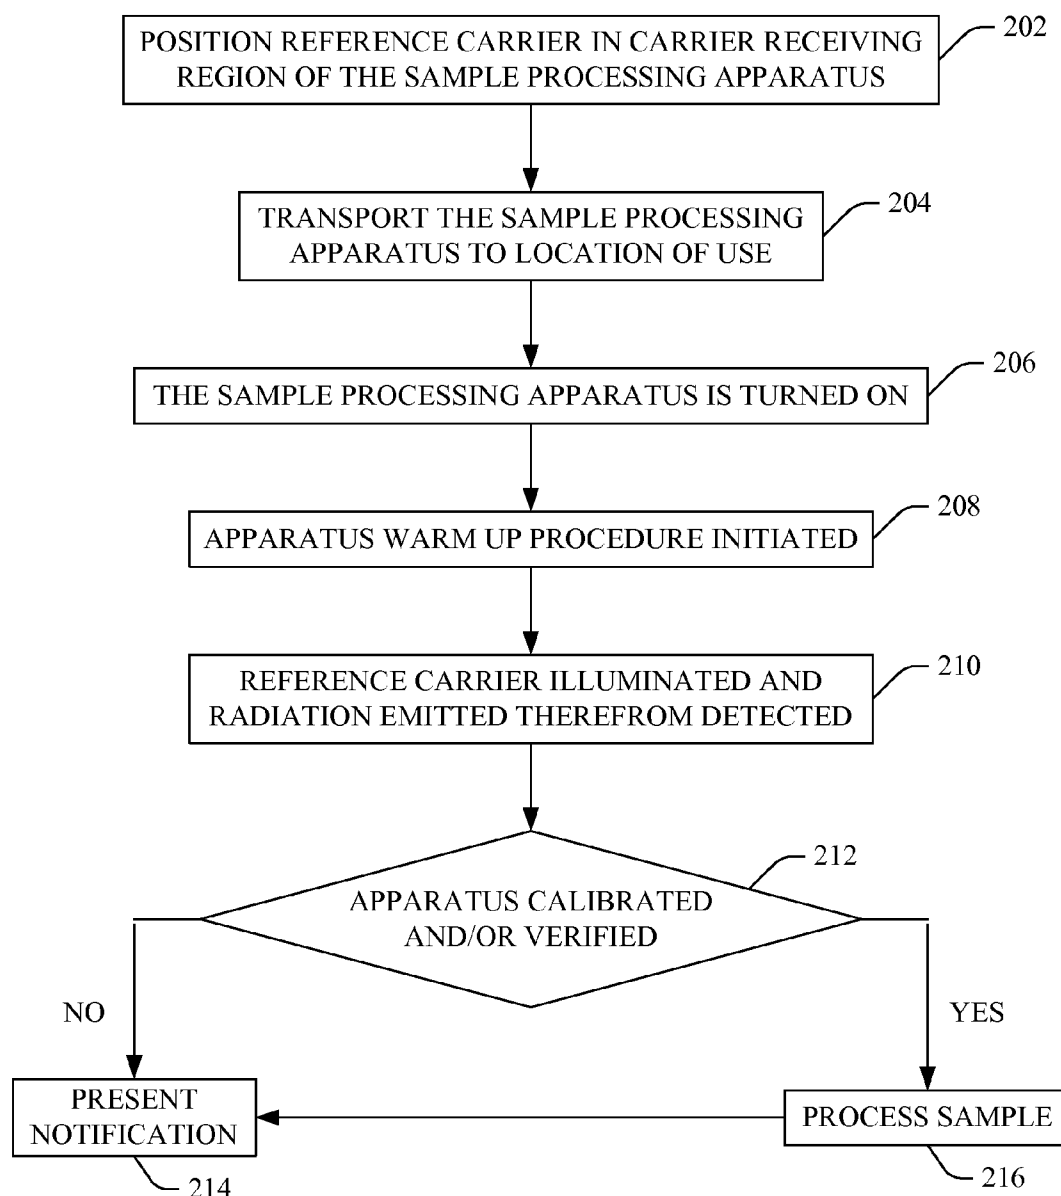 POSITION REFERENCE CARRIER IN CARRIER RECEIVING
REGION OF THE SAMPLE PROCESSING APPARATUS
202
TRANSPORT THE SAMPLE PROCESSING
APPARATUS TO LOCATION OF USE
204
THE SAMPLE PROCESSING APPARATUS IS TURNED ON
206
APPARATUS WARM UP PROCEDURE INITIATED
208
REFERENCE CARRIER ILLUMINATED AND
RADIATION EMITTED THEREFROM DETECTED
210
APPARATUS CALIBRATED
AND/OR VERIFIED
212
NO
YES
PRESENT
NOTIFICATION
214
PROCESS SAMPLE
216